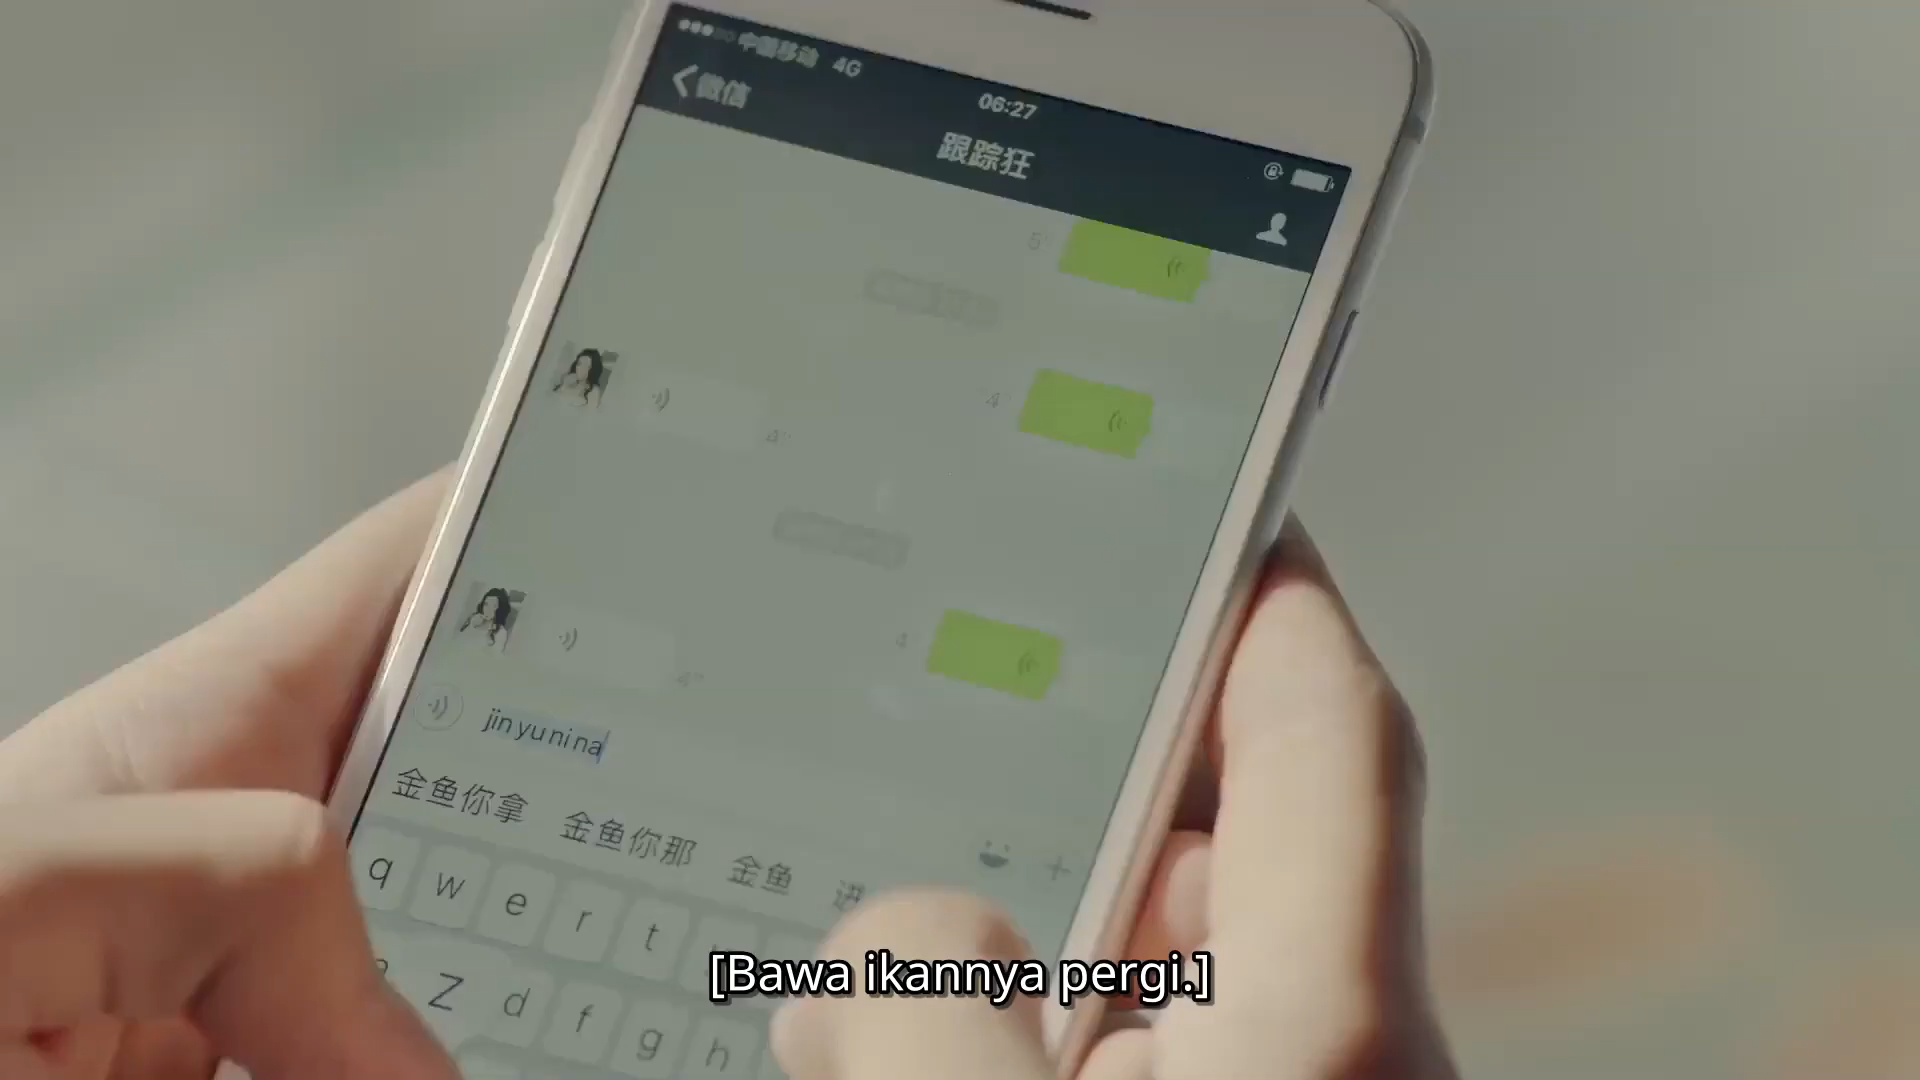 中国移动 4G
06:27
微信
跟踪狂
5"
4"
4"
4"
4"
jin yu ni na
金鱼你拿 金鱼你那 金鱼 进
q w e r t
a Z d f g h
[Bawa ikannya pergi.]